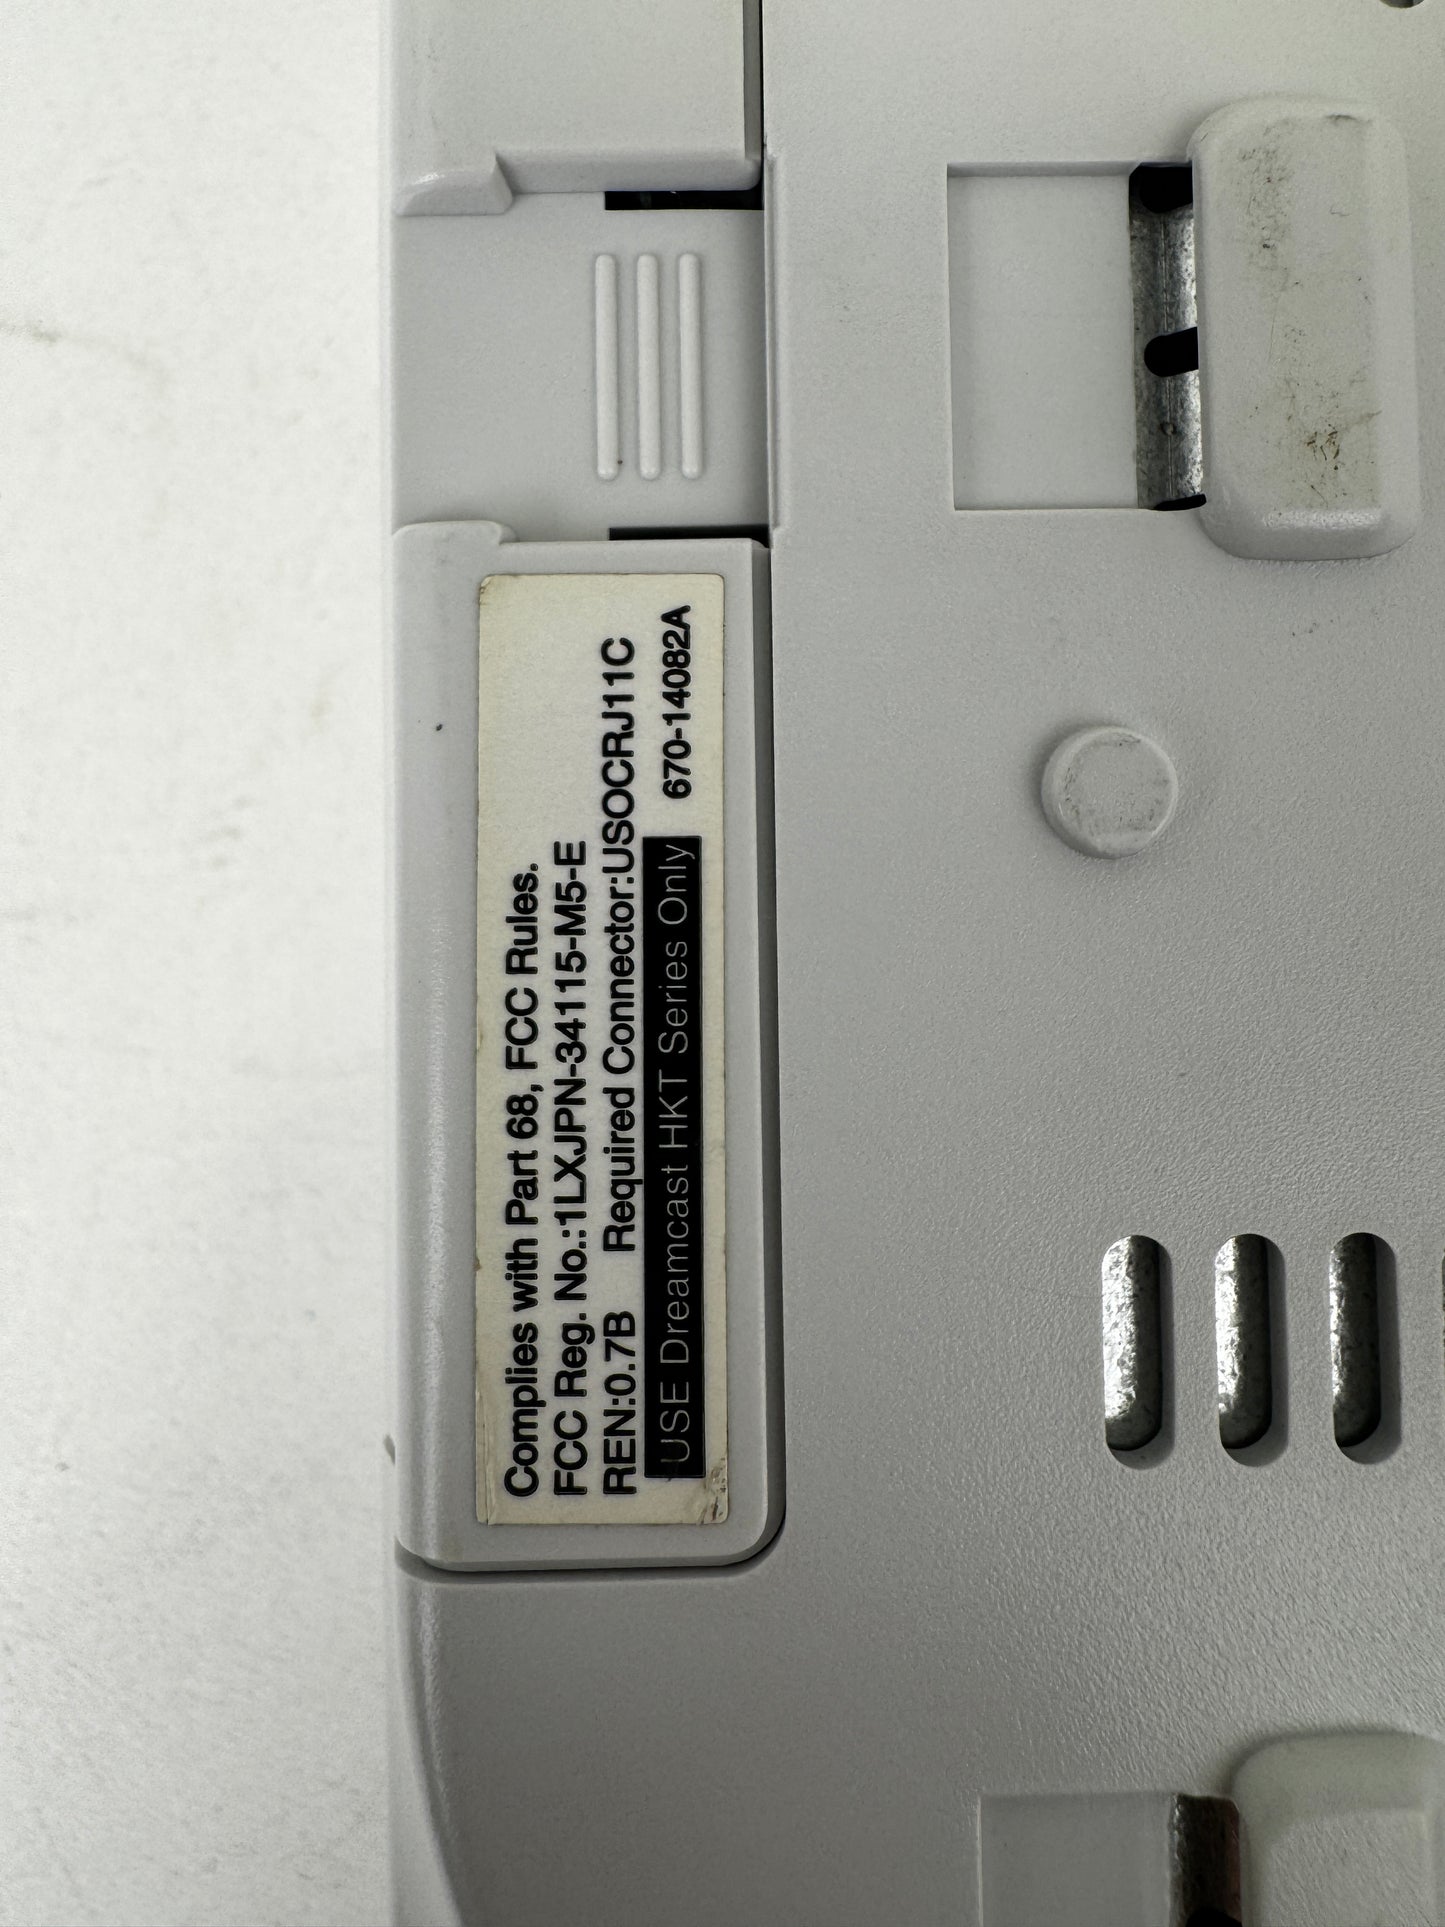 Complies with Part 68, FCC Rules.
FCC Reg. No.:1LXJPN-34115-M5-E
REN:0.7B Required Connector:USOCRJ11C
USE Dreamcast HKT Series Only 670-14082A